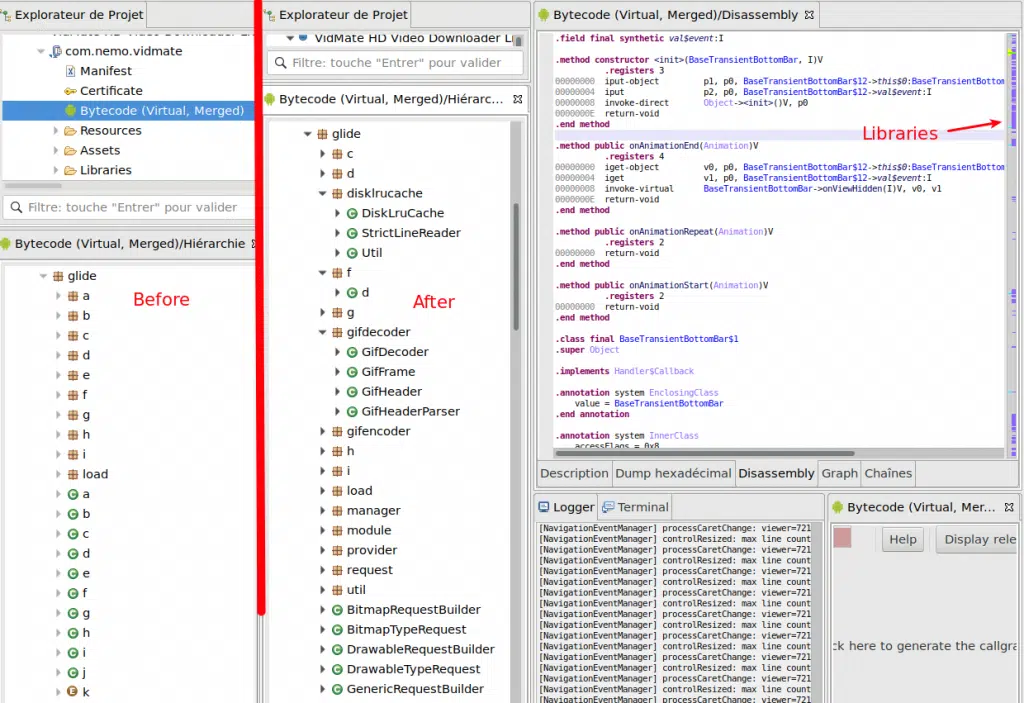 Explorateur de Projet
com.nemo.vidmate
Manifest
Certificate
Bytecode (Virtual, Merged)
Resources
Assets
Libraries
Filtre: touche "Entrer" pour valider
Bytecode (Virtual, Merged)/Hiérarchie
glide
a
b
c
d
e
f
g
h
i
load
a
b
c
d
e
f
g
h
i
j
k
Before
Explorateur de Projet
VidMate HD Video Downloader
Filtre: touche "Entrer" pour valider
Bytecode (Virtual, Merged)/Hiérarc...
glide
c
d
disklrucache
DiskLruCache
StrictLineReader
Util
f
d
g
gifdecoder
GifDecoder
GifFrame
GifHeader
GifHeaderParser
gifencoder
h
i
load
manager
module
provider
request
util
BitmapRequestBuilder
BitmapTypeRequest
DrawableRequestBuilder
DrawableTypeRequest
GenericRequestBuilder
After
Bytecode (Virtual, Merged)/Disassembly
.field final synthetic val$event:I
.method constructor <init>(BaseTransientBottomBar, I)V
.registers 3
00000000 iput-object p1, p0, BaseTransientBottomBar$12->this$0:BaseTransientBottom
00000004 iput p2, p0, BaseTransientBottomBar$12->val$event:I
00000008 invoke-direct Object-><init>()V, p0
0000000E return-void
.end method
Libraries
.method public onAnimationEnd(Animation)V
.registers 4
00000000 iget-object v0, p0, BaseTransientBottomBar$12->this$0:BaseTransientBottom
00000004 iget v1, p0, BaseTransientBottomBar$12->val$event:I
00000008 invoke-virtual BaseTransientBottomBar->onViewHidden(I)V, v0, v1
0000000E return-void
.end method
.method public onAnimationRepeat(Animation)V
.registers 2
00000000 return-void
.end method
.method public onAnimationStart(Animation)V
.registers 2
00000000 return-void
.end method
.class final BaseTransientBottomBar$1
.super Object
.implements Handler$Callback
.annotation system EnclosingClass
value = BaseTransientBottomBar
.end annotation
.annotation system InnerClass
accessFlags = 0x8
Description Dump hexadécimal Disassembly Graph Chaînes
Logger Terminal
[NavigationEventManager] processCaretChange: viewer=721
[NavigationEventManager] controlResized: max line count
[NavigationEventManager] processCaretChange: viewer=721
[NavigationEventManager] controlResized: max line count
[NavigationEventManager] processCaretChange: viewer=721
[NavigationEventManager] controlResized: max line count
[NavigationEventManager] processCaretChange: viewer=721
[NavigationEventManager] controlResized: max line count
[NavigationEventManager] processCaretChange: viewer=721
[NavigationEventManager] controlResized: max line count
[NavigationEventManager] processCaretChange: viewer=721
[NavigationEventManager] controlResized: max line count
[NavigationEventManager] processCaretChange: viewer=721
[NavigationEventManager] controlResized: max line count
[NavigationEventManager] processCaretChange: viewer=721
[NavigationEventManager] controlResized: max line count
Bytecode (Virtual, Mer...
Help Display rele
ck here to generate the callgra